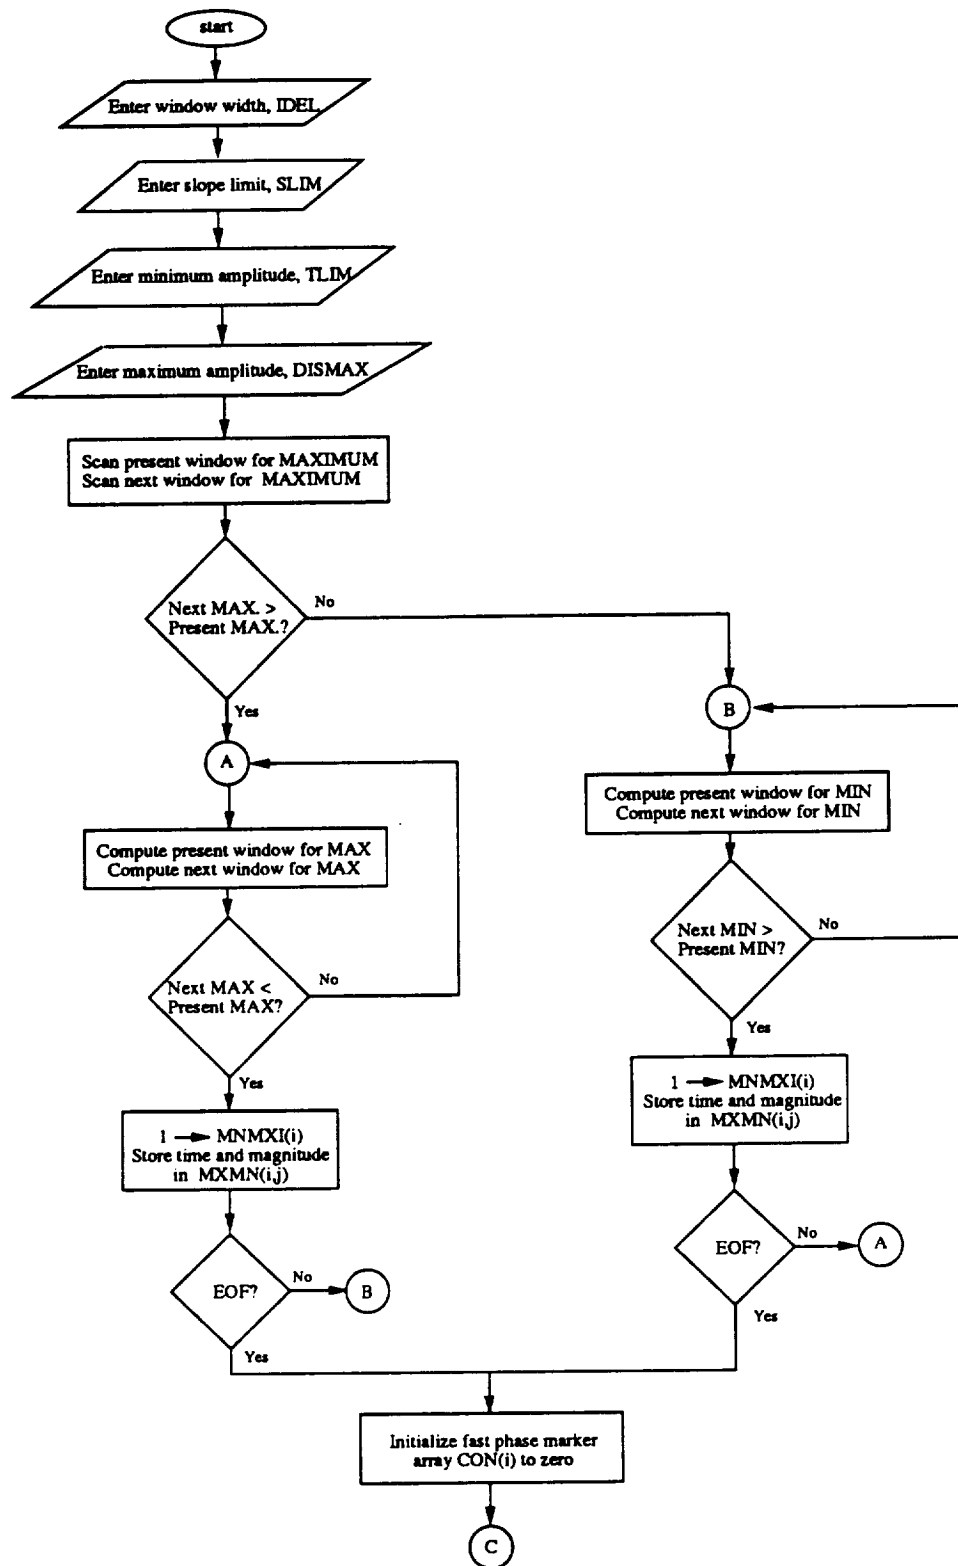 start
Enter window width, IDEL
Enter slope limit, SLIM
Enter minimum amplitude, TLIM
Enter maximum amplitude, DISMAX
Scan present window for MAXIMUM
Scan next window for MAXIMUM
Next MAX. >
Present MAX.?
No
Yes
B
A
Compute present window for MIN
Compute next window for MIN
Compute present window for MAX
Compute next window for MAX
Next MIN >
Present MIN?
No
Yes
Next MAX <
Present MAX?
No
Yes
1 → MNMXI(i)
Store time and magnitude
in MXMN(i,j)
1 → MNMXI(i)
Store time and magnitude
in MXMN(i,j)
EOF?
No
A
Yes
EOF?
No
B
Yes
Initialize fast phase marker
array CON(i) to zero
C